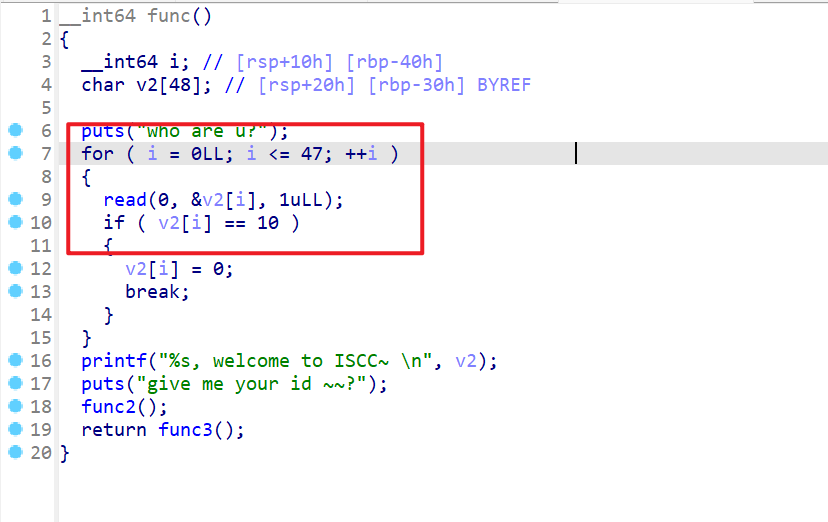 1 __int64 func()
2 {
3 __int64 i; // [rsp+10h] [rbp-40h]
4 char v2[48]; // [rsp+20h] [rbp-30h] BYREF
5
6 puts("who are u?");
7 for ( i = 0LL; i <= 47; ++i )
8 {
9 read(0, &v2[i], 1uLL);
10 if ( v2[i] == 10 )
11 {
12 v2[i] = 0;
13 break;
14 }
15 }
16 printf("%s, welcome to ISCC~ \n", v2);
17 puts("give me your id ~~?");
18 func2();
19 return func3();
20 }